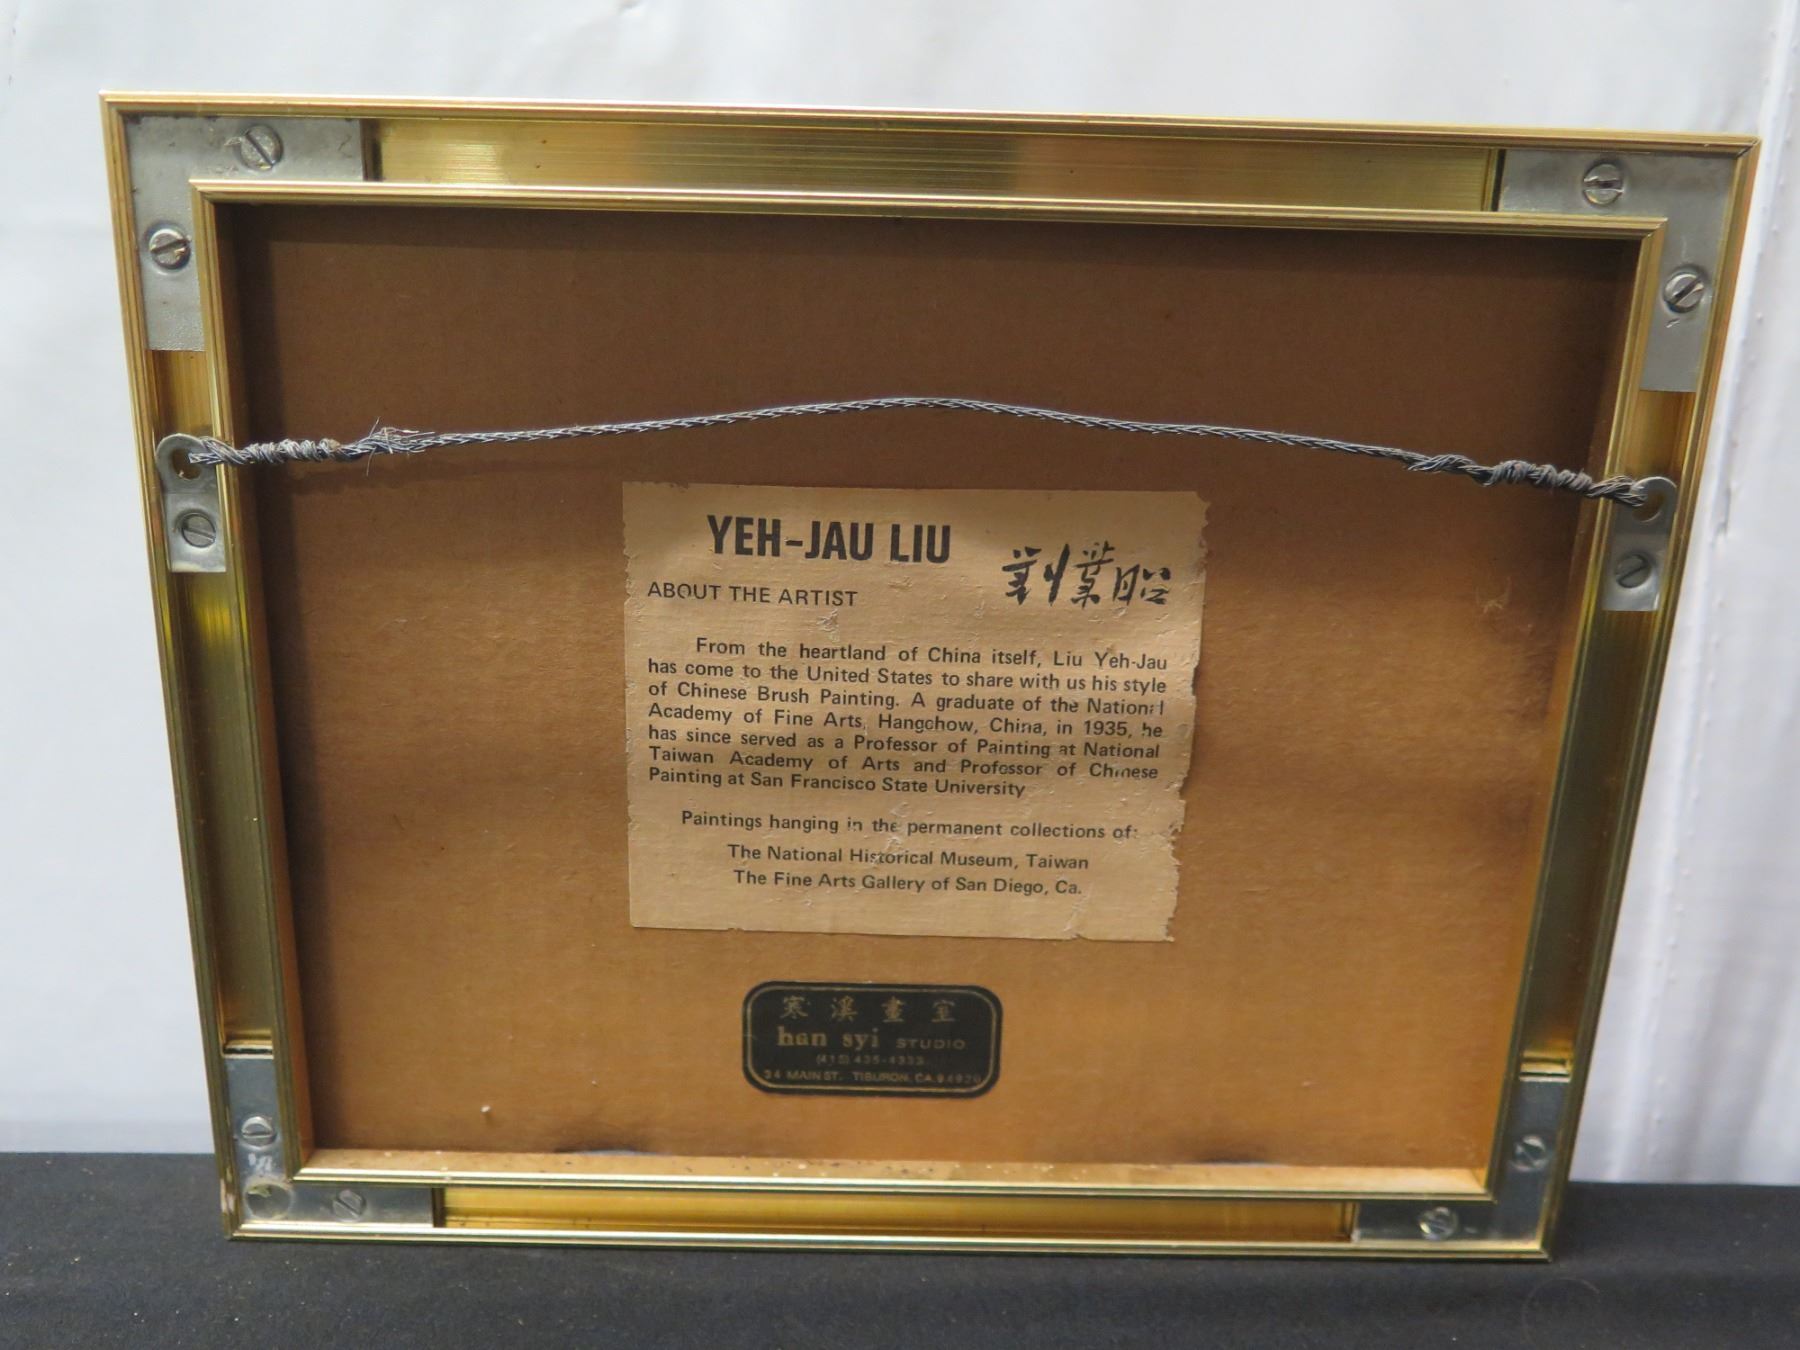 YEH-JAU LIU
劉業昭
ABOUT THE ARTIST
From the heartland of China itself, Liu Yeh-Jau
has come to the United States to share with us his style
of Chinese Brush Painting. A graduate of the National
Academy of Fine Arts, Hangchow, China, in 1935, he
has since served as a Professor of Painting at National
Taiwan Academy of Arts and Professor of Chinese
Painting at San Francisco State University
Paintings hanging in the permanent collections of:
The National Historical Museum, Taiwan
The Fine Arts Gallery of San Diego, Ca.
寒溪畫室
han syi STUDIO
(415) 435-4333
34 MAIN ST. TIBURON, CA. 94920